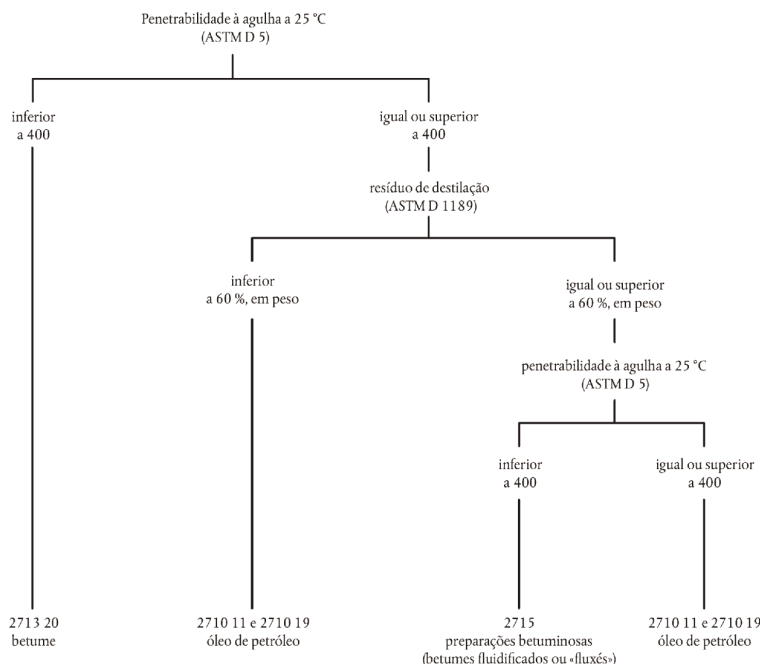 Penetrabilidade à agulha a 25 °C
(ASTM D 5)
inferior
a 400
igual ou superior
a 400
resíduo de destilação
(ASTM D 1189)
inferior
a 60 %, em peso
igual ou superior
a 60 %, em peso
penetrabilidade à agulha a 25 °C
(ASTM D 5)
inferior
a 400
igual ou superior
a 400
2713 20
betume
2710 11 e 2710 19
óleo de petróleo
2715
preparações betuminosas
(betumes fluidificados ou «fluxés»)
2710 11 e 2710 19
óleo de petróleo